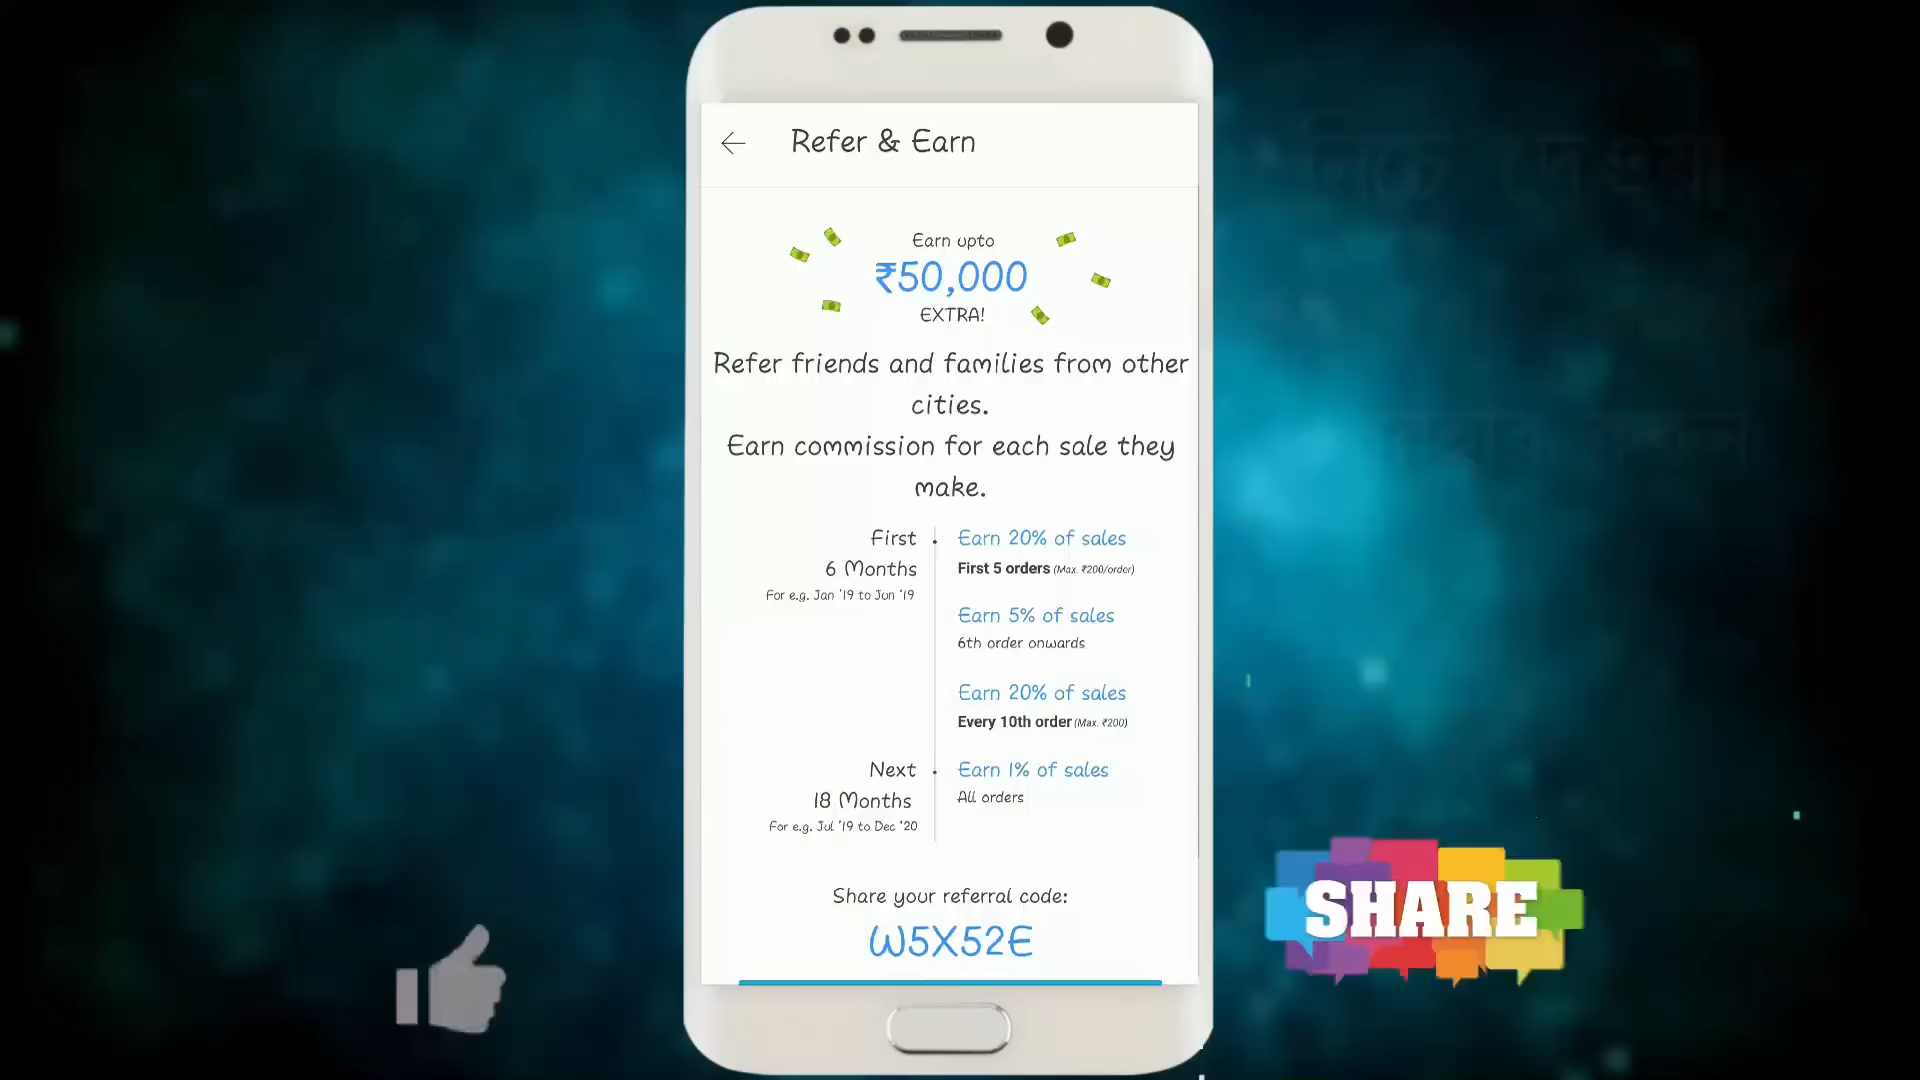 Refer & Earn
Earn upto
₹50,000
EXTRA!
Refer friends and families from other
cities.
Earn commission for each sale they
make.
First
6 Months
For e.g. Jan '19 to Jun '19
Earn 20% of sales
First 5 orders (Max. ₹200/order)
Earn 5% of sales
6th order onwards
Earn 20% of sales
Every 10th order (Max. ₹200)
Next
18 Months
For e.g. Jul '19 to Dec '20
Earn 1% of sales
All orders
Share your referral code:
W5X52E
SHARE
নিচে দেওয়া